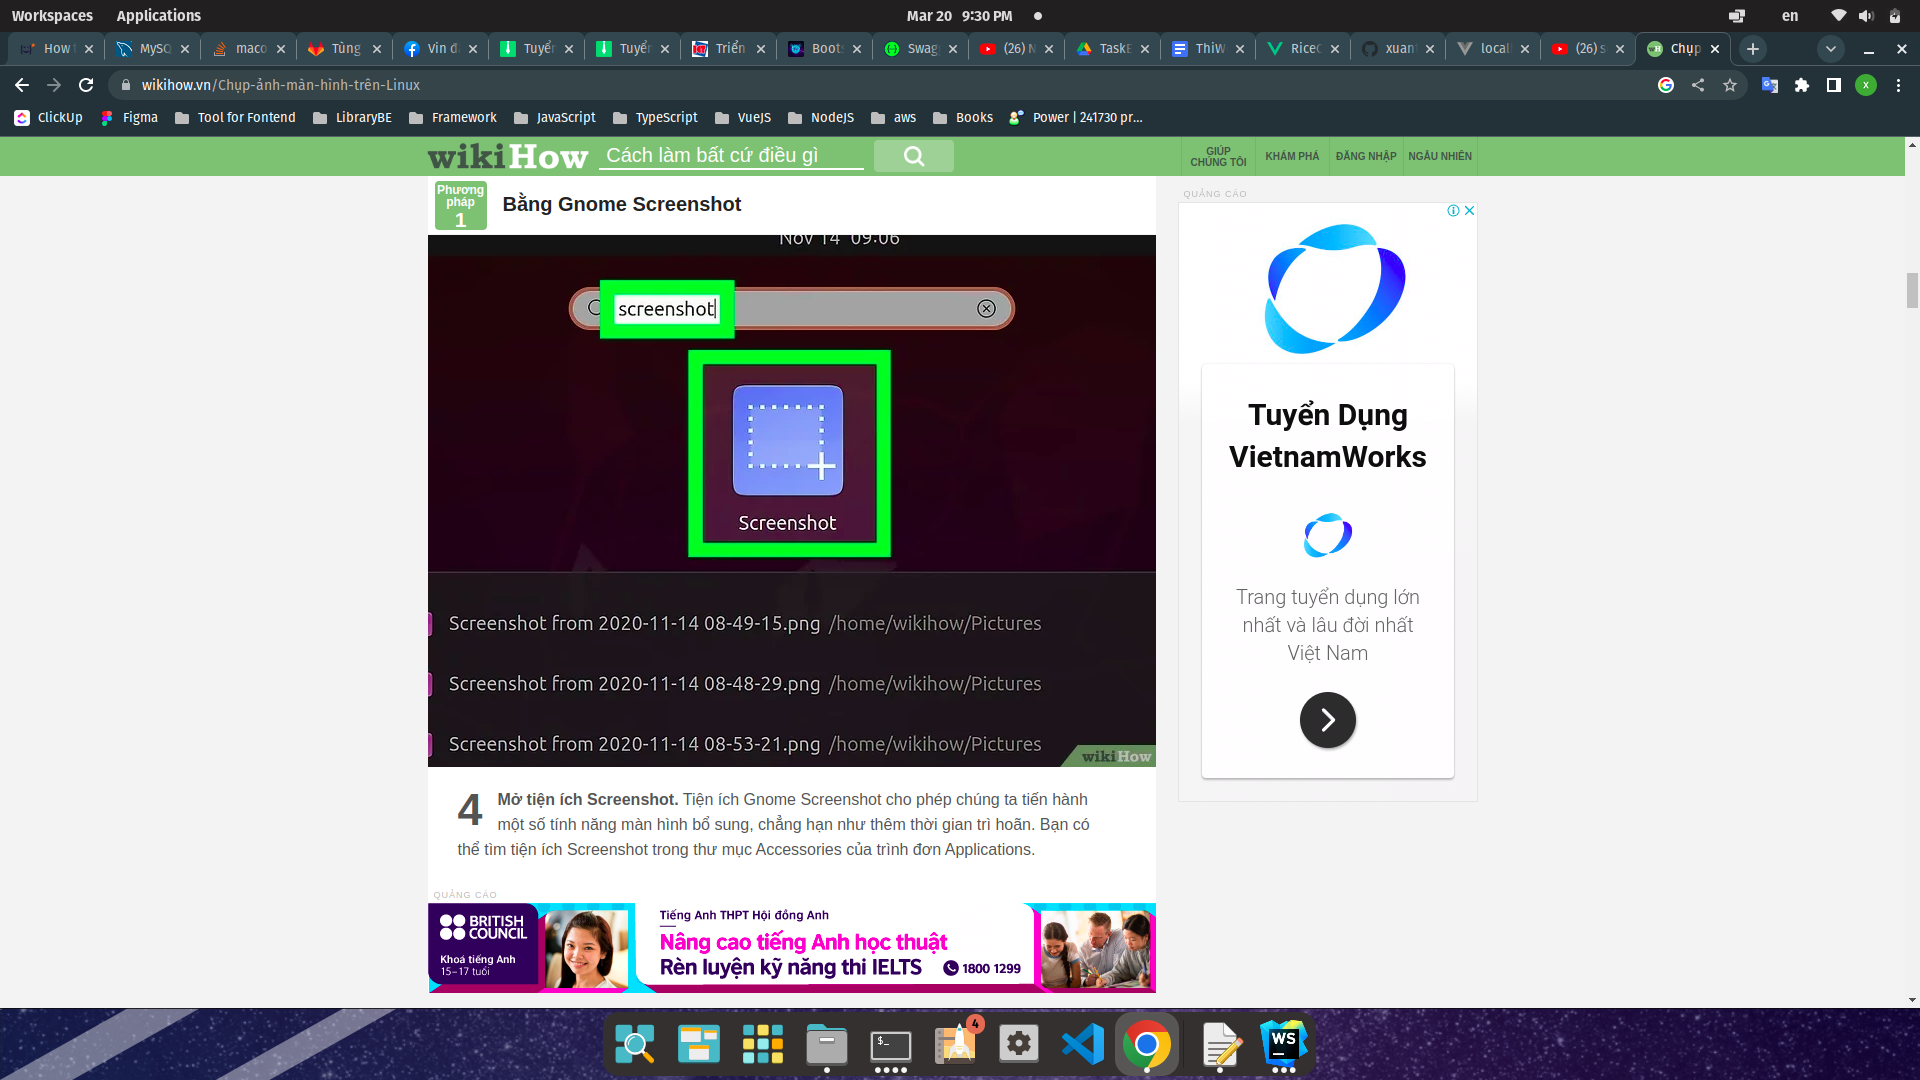 Workspaces Applications Mar 20 9:30 PM en
How t MySQ maco Tùng Vin đa Tuyển Tuyển Triển Boots Swag (26) N TaskE ThiW RiceC xuan locall (26) s Chụp
wikihow.vn/Chụp-ảnh-màn-hình-trên-Linux X
ClickUp Figma Tool for Fontend LibraryBE Framework JavaScript TypeScript VueJS NodeJS aws Books Power | 241730 pr...
wikiHow Cách làm bất cứ điều gì
GIÚP
CHÚNG TÔI
KHÁM PHÁ
ĐĂNG NHẬP
NGẪU NHIÊN
Phương
pháp
1
Bằng Gnome Screenshot
Nov 14 09:06
screenshot
Screenshot
Screenshot from 2020-11-14 08-49-15.png /home/wikihow/Pictures
Screenshot from 2020-11-14 08-48-29.png /home/wikihow/Pictures
Screenshot from 2020-11-14 08-53-21.png /home/wikihow/Pictures
wikiHow
4 Mở tiện ích Screenshot. Tiện ích Gnome Screenshot cho phép chúng ta tiến hành
một số tính năng màn hình bổ sung, chẳng hạn như thêm thời gian trì hoãn. Bạn có
thể tìm tiện ích Screenshot trong thư mục Accessories của trình đơn Applications.
QUẢNG CÁO
BRITISH
COUNCIL
Khoá tiếng Anh
15–17 tuổi
Tiếng Anh THPT Hội đồng Anh
Nâng cao tiếng Anh học thuật
Rèn luyện kỹ năng thi IELTS 1800 1299
QUẢNG CÁO
Tuyển Dụng
VietnamWorks
Trang tuyển dụng lớn
nhất và lâu đời nhất
Việt Nam
$_
4
WS